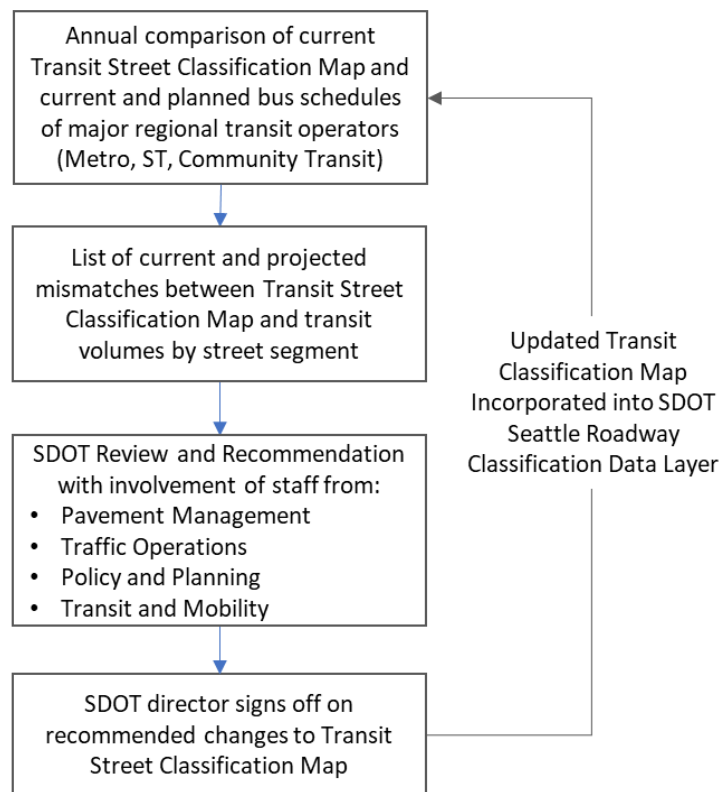 Annual comparison of current
Transit Street Classification Map and
current and planned bus schedules
of major regional transit operators
(Metro, ST, Community Transit)
List of current and projected
mismatches between Transit Street
Classification Map and transit
volumes by street segment
SDOT Review and Recommendation
with involvement of staff from:
• Pavement Management
• Traffic Operations
• Policy and Planning
• Transit and Mobility
SDOT director signs off on
recommended changes to Transit
Street Classification Map
Updated Transit
Classification Map
Incorporated into SDOT
Seattle Roadway
Classification Data Layer